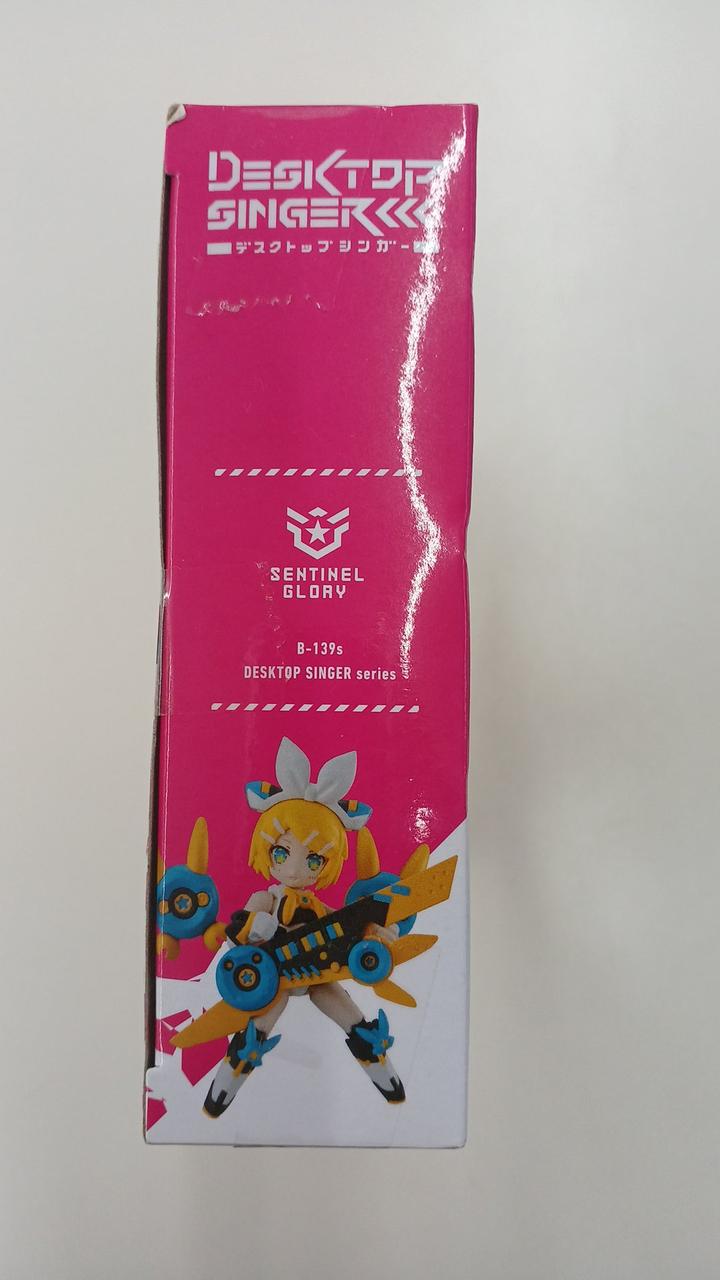 DESKTOP
SINGER
デスクトップシンガー
SENTINEL
GLORY
B-139s
DESKTOP SINGER series